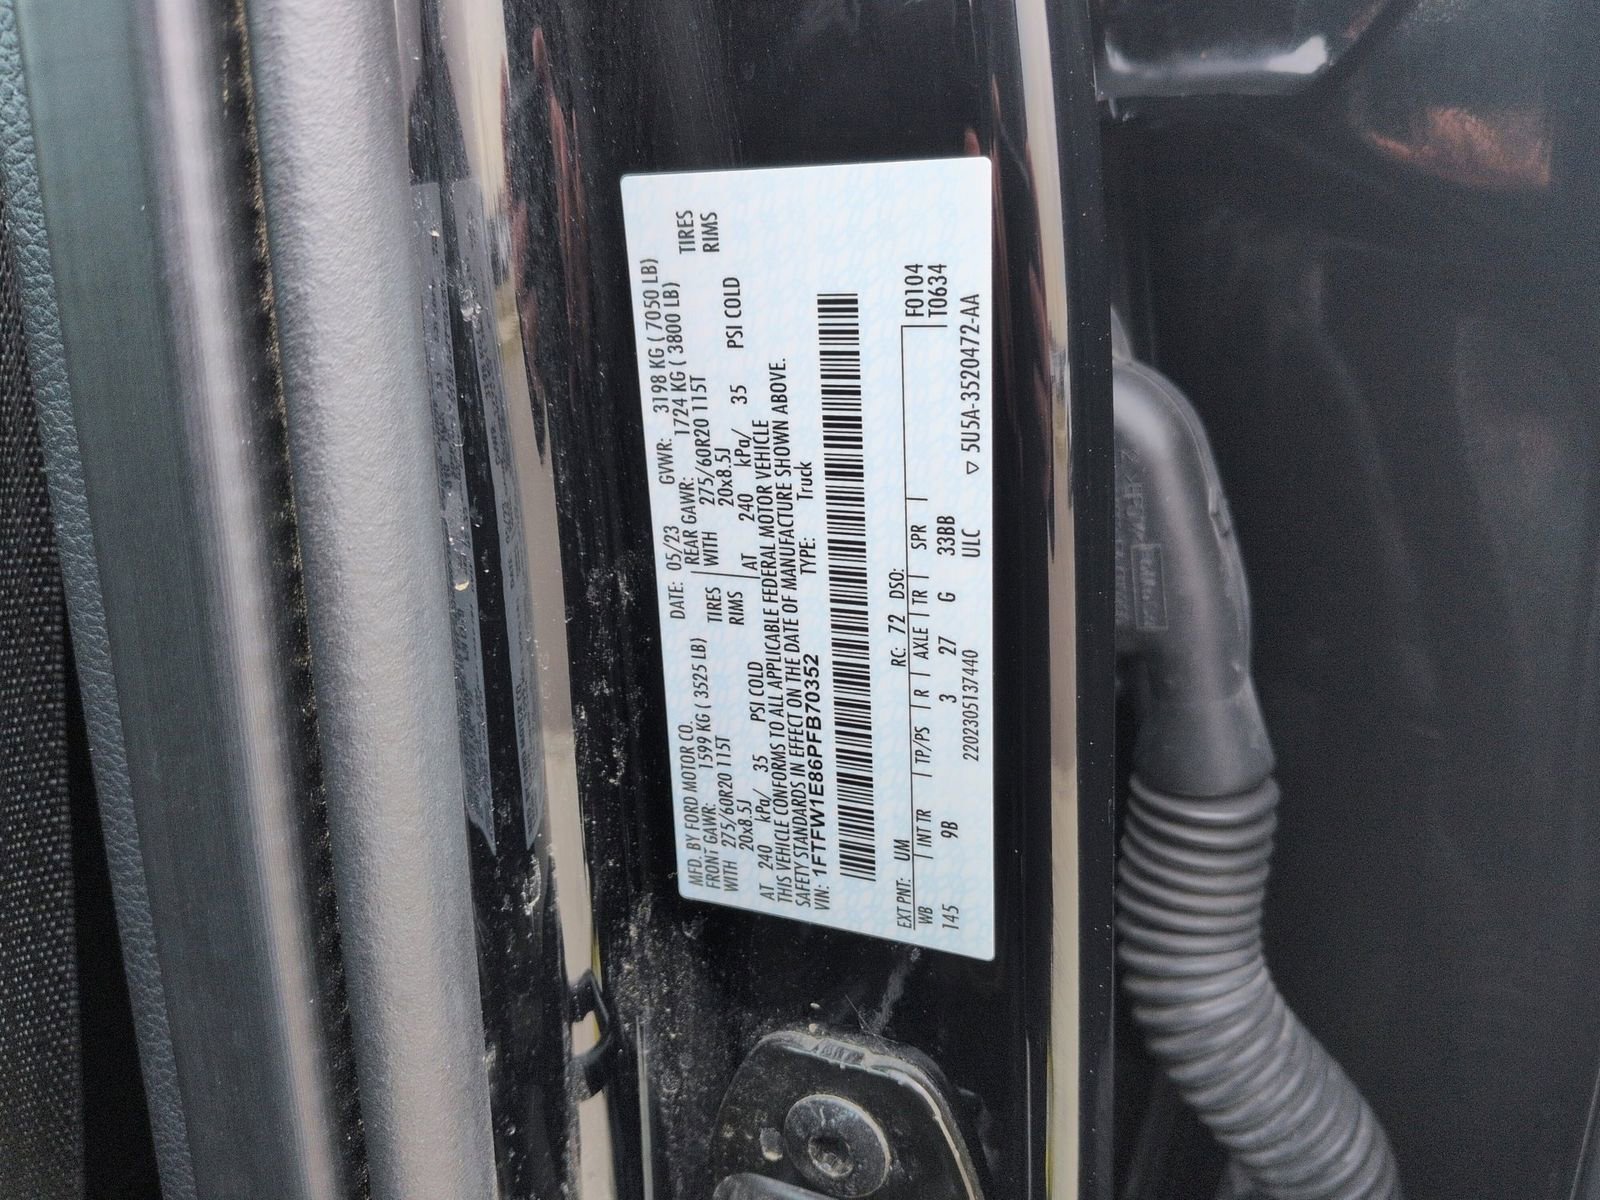 MFD. BY FORD MOTOR CO.
DATE: 05/23 GVWR: 3198 KG ( 7050 LB)
FRONT GAWR: 1599 KG ( 3525 LB) REAR GAWR: 1724 KG ( 3800 LB)
WITH 275/60R20 115T TIRES WITH 275/60R20 115T TIRES
20x8.5J RIMS 20x8.5J RIMS
AT 240 kPa/ 35 PSI COLD AT 240 kPa/ 35 PSI COLD
THIS VEHICLE CONFORMS TO ALL APPLICABLE FEDERAL MOTOR VEHICLE
SAFETY STANDARDS IN EFFECT ON THE DATE OF MANUFACTURE SHOWN ABOVE.
VIN: 1FTFW1E86PFB70352 TYPE: Truck
EXT PNT: UM RC: 72 DSO: F0104
WB INT TR TP/PS R AXLE TR SPR T0634
145 9B 3 27 G 33BB
2202305137440 ULC ▽ 5U5A-3520472-AA